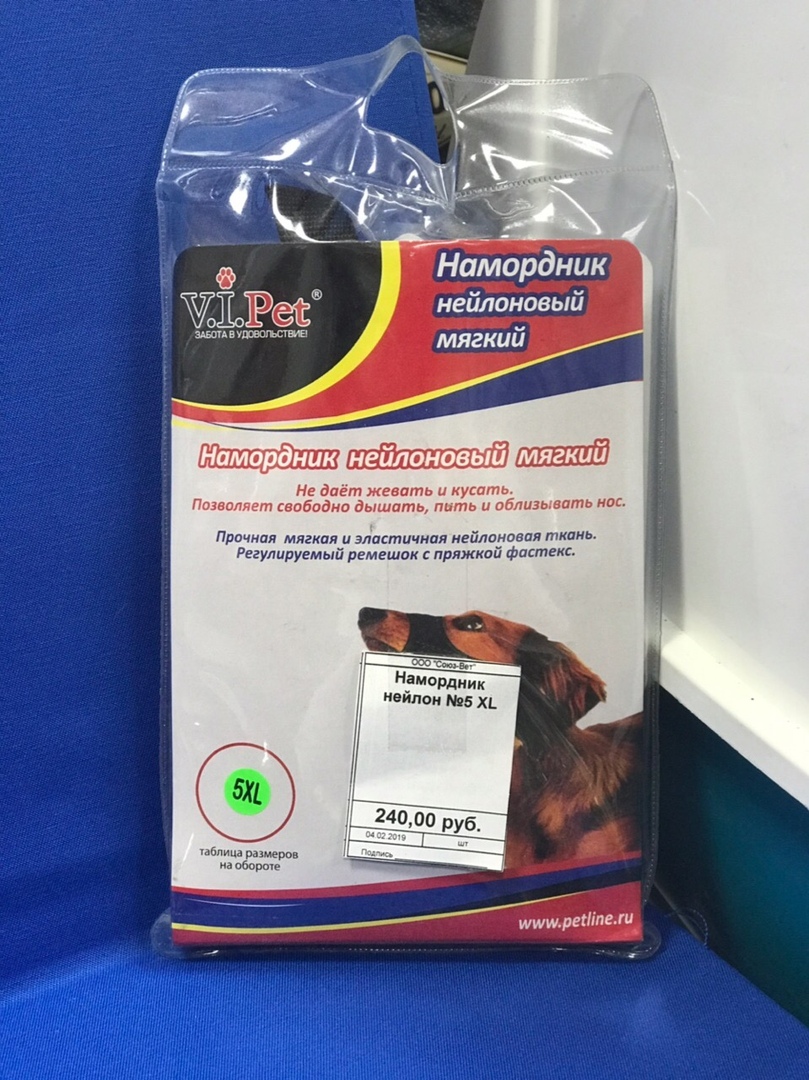 V.I.Pet®
ЗАБОТА В УДОВОЛЬСТВИЕ!
Намордник
нейлоновый
мягкий
Намордник нейлоновый мягкий
Не даёт жевать и кусать.
Позволяет свободно дышать, пить и облизывать нос.
Прочная мягкая и эластичная нейлоновая ткань.
Регулируемый ремешок с пряжкой фастекс.
ООО "Союз-Вет"
Намордник
нейлон №5 XL
240,00 руб.
04.02.2019 шт
Подпись
5XL
таблица размеров
на обороте
www.petline.ru